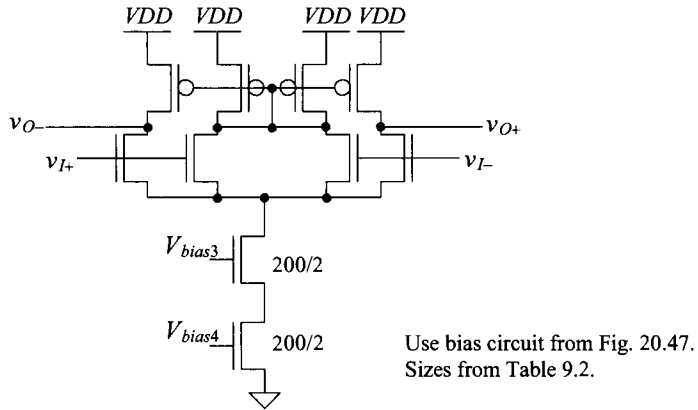 VDD VDD VDD VDD
vO− vO+
vI+ vI−
Vbias3 200/2
Vbias4 200/2
Use bias circuit from Fig. 20.47.
Sizes from Table 9.2.